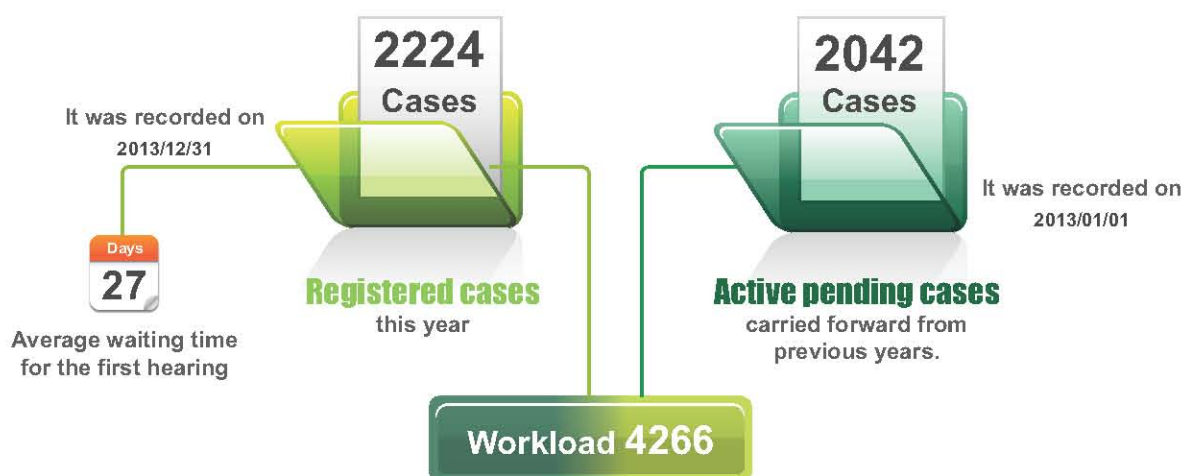 2224
Cases
It was recorded on
2013/12/31
Days
27
Average waiting time
for the first hearing
Registered cases
this year
2042
Cases
It was recorded on
2013/01/01
Active pending cases
carried forward from
previous years.
Workload 4266